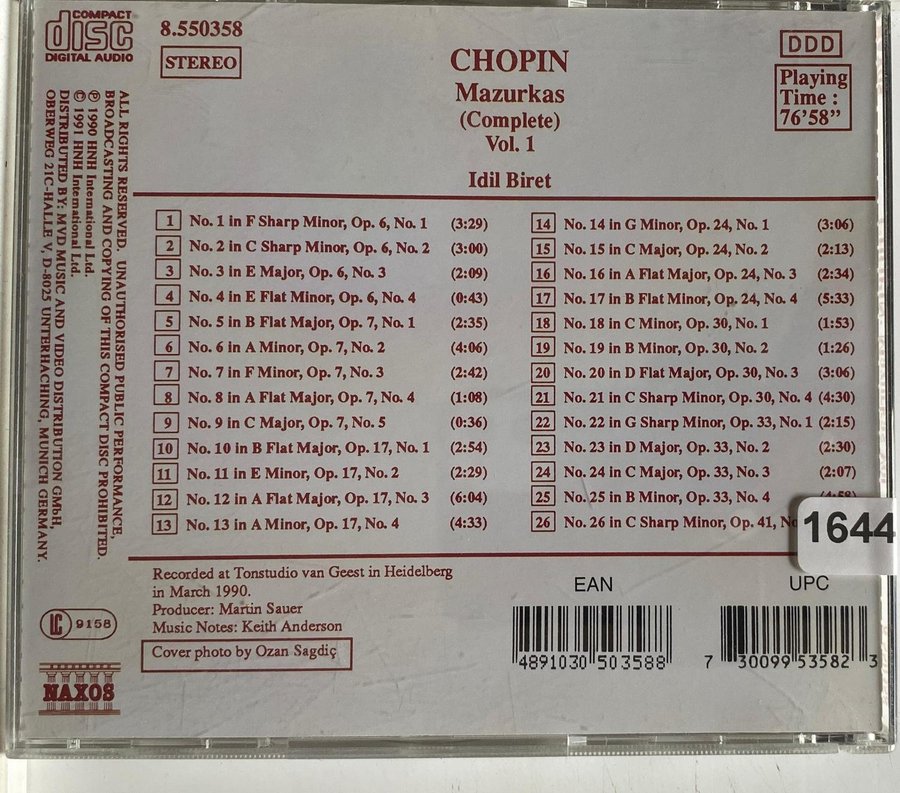 COMPACT
disc
DIGITAL AUDIO
8.550358
STEREO
CHOPIN
Mazurkas
(Complete)
Vol. 1
Idil Biret
DDD
Playing
Time :
76'58"
ALL RIGHTS RESERVED. UNAUTHORISED PUBLIC PERFORMANCE,
BROADCASTING AND COPYING OF THIS COMPACT DISC PROHIBITED.
℗ 1990 HNH International Ltd.
© 1991 HNH International Ltd.
DISTRIBUTED BY: MVD MUSIC AND VIDEO DISTRIBUTION GMbH,
OBERWEG 21C-HALLE V, D-8025 UNTERHACHING, MUNICH GERMANY.
1 No. 1 in F Sharp Minor, Op. 6, No. 1 (3:29)
2 No. 2 in C Sharp Minor, Op. 6, No. 2 (3:00)
3 No. 3 in E Major, Op. 6, No. 3 (2:09)
4 No. 4 in E Flat Minor, Op. 6, No. 4 (0:43)
5 No. 5 in B Flat Major, Op. 7, No. 1 (2:35)
6 No. 6 in A Minor, Op. 7, No. 2 (4:06)
7 No. 7 in F Minor, Op. 7, No. 3 (2:42)
8 No. 8 in A Flat Major, Op. 7, No. 4 (1:08)
9 No. 9 in C Major, Op. 7, No. 5 (0:36)
10 No. 10 in B Flat Major, Op. 17, No. 1 (2:54)
11 No. 11 in E Minor, Op. 17, No. 2 (2:29)
12 No. 12 in A Flat Major, Op. 17, No. 3 (6:04)
13 No. 13 in A Minor, Op. 17, No. 4 (4:33)
14 No. 14 in G Minor, Op. 24, No. 1 (3:06)
15 No. 15 in C Major, Op. 24, No. 2 (2:13)
16 No. 16 in A Flat Major, Op. 24, No. 3 (2:34)
17 No. 17 in B Flat Minor, Op. 24, No. 4 (5:33)
18 No. 18 in C Minor, Op. 30, No. 1 (1:53)
19 No. 19 in B Minor, Op. 30, No. 2 (1:26)
20 No. 20 in D Flat Major, Op. 30, No. 3 (3:06)
21 No. 21 in C Sharp Minor, Op. 30, No. 4 (4:30)
22 No. 22 in G Sharp Minor, Op. 33, No. 1 (2:15)
23 No. 23 in D Major, Op. 33, No. 2 (2:30)
24 No. 24 in C Major, Op. 33, No. 3 (2:07)
25 No. 25 in B Minor, Op. 33, No. 4
26 No. 26 in C Sharp Minor, Op. 41,
1644
Recorded at Tonstudio van Geest in Heidelberg
in March 1990.
Producer: Martin Sauer
Music Notes: Keith Anderson
Cover photo by Ozan Sagdiç
LC 9158
NAXOS
EAN
4891030 503588
UPC
7 30099 53582 3